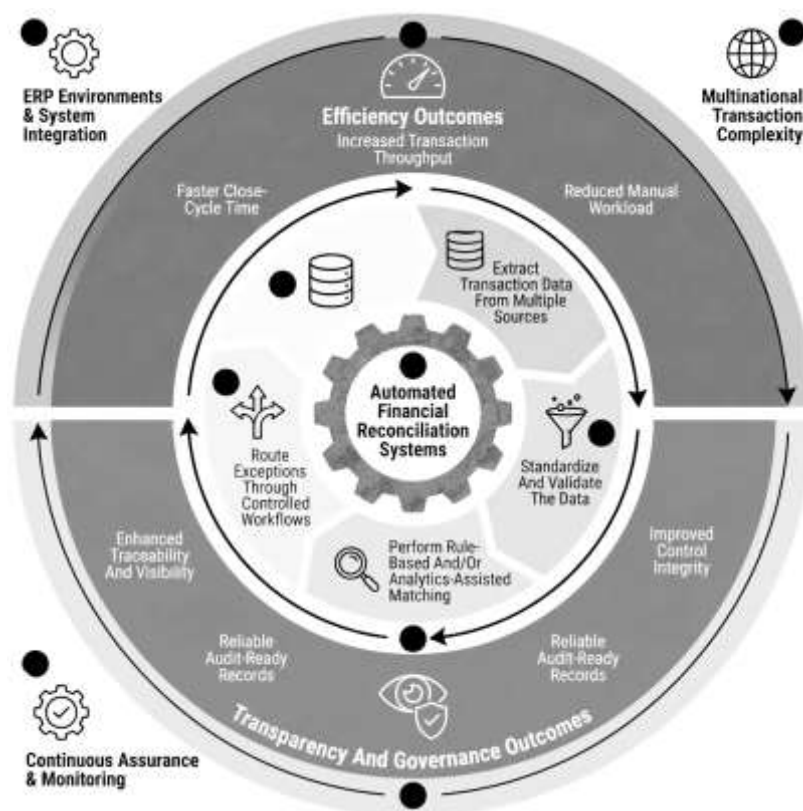 ERP Environments
& System
Integration
Multinational
Transaction
Complexity
Efficiency Outcomes
Increased Transaction
Throughput
Faster Close-
Cycle Time
Reduced Manual
Workload
Extract
Transaction Data
From Multiple
Sources
Automated
Financial
Reconciliation
Systems
Route
Exceptions
Through
Controlled
Workflows
Standardize
And Validate
The Data
Perform Rule-
Based And/Or
Analytics-Assisted
Matching
Enhanced
Traceability
And Visibility
Improved
Control
Integrity
Reliable
Audit-Ready
Records
Reliable
Audit-Ready
Records
Transparency And Governance Outcomes
Continuous Assurance
& Monitoring